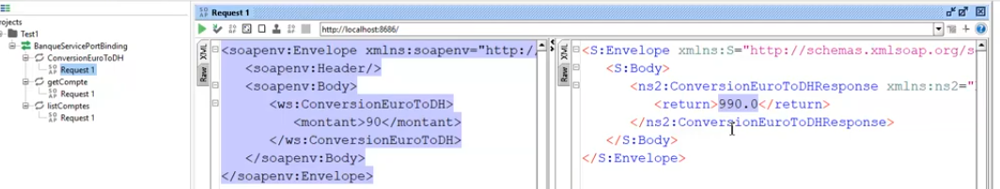 rojects
Test1
BanqueServicePortBinding
ConversionEuroToDH
Request 1
getCompte
Request 1
listComptes
Request 1
Request 1
http://localhost:8686/
XML
Raw
<soapenv:Envelope xmlns:soapenv="http:/
<soapenv:Header/>
<soapenv:Body>
<ws:ConversionEuroToDH>
<montant>90</montant>
</ws:ConversionEuroToDH>
</soapenv:Body>
</soapenv:Envelope>
XML
Raw
<S:Envelope xmlns:S="http://schemas.xmlsoap.org/s
<S:Body>
<ns2:ConversionEuroToDHResponse xmlns:ns2="
<return>990.0</return>
</ns2:ConversionEuroToDHResponse>
</S:Body>
</S:Envelope>